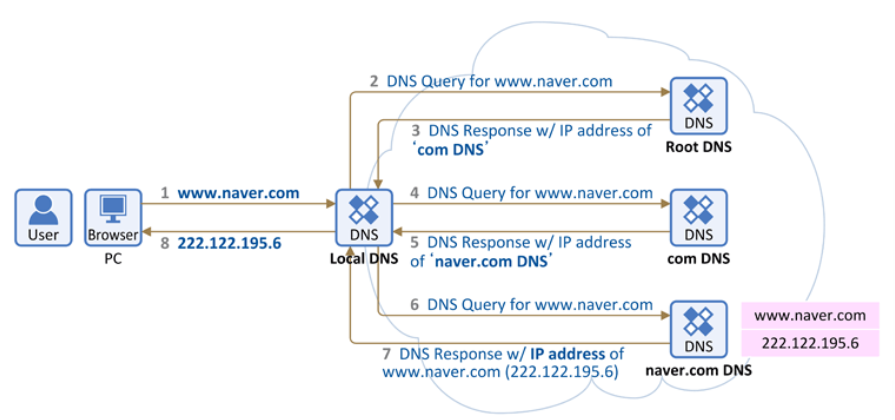 2 DNS Query for www.naver.com
DNS
Root DNS
3 DNS Response w/ IP address of
‘com DNS’
1 www.naver.com
4 DNS Query for www.naver.com
User
Browser
PC
DNS
Local DNS
DNS
com DNS
8 222.122.195.6
5 DNS Response w/ IP address
of ‘naver.com DNS’
6 DNS Query for www.naver.com
DNS
naver.com DNS
www.naver.com
222.122.195.6
7 DNS Response w/ IP address of
www.naver.com (222.122.195.6)